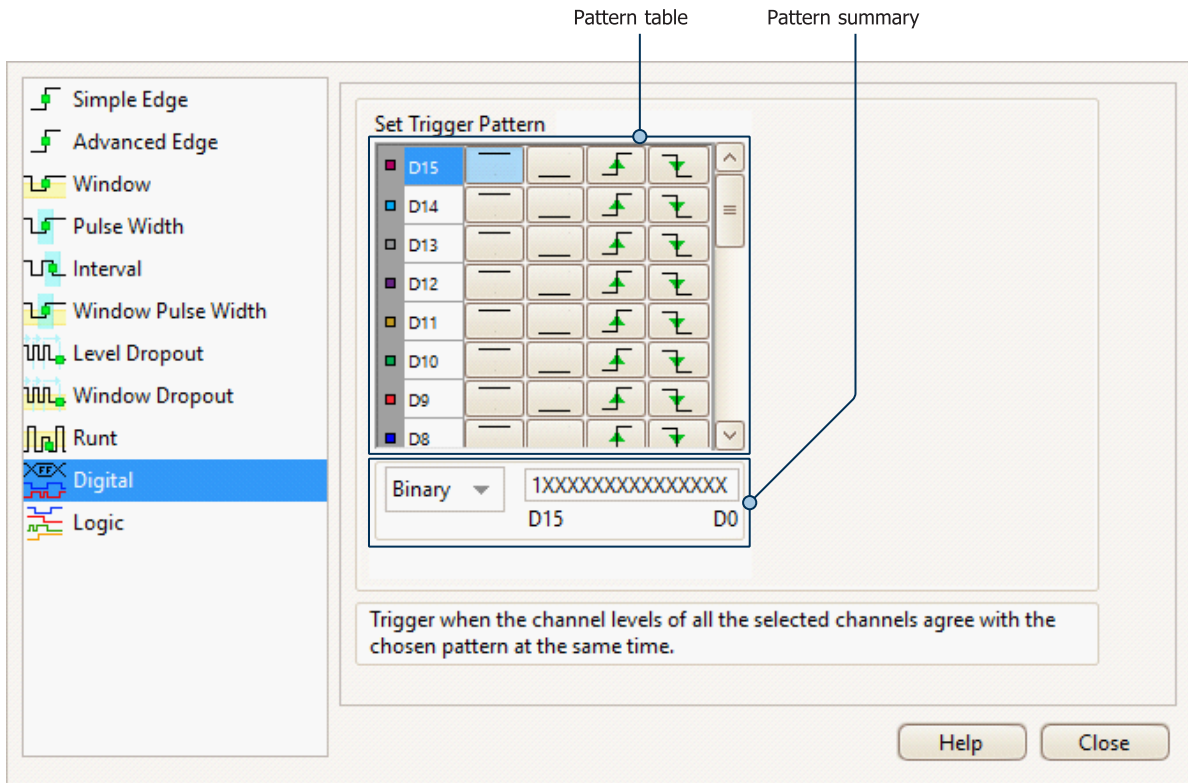 Pattern table Pattern summary
Simple Edge
Advanced Edge
Window
Pulse Width
Interval
Window Pulse Width
Level Dropout
Window Dropout
Runt
FF
Digital
Logic
Set Trigger Pattern
D15
D14
D13
D12
D11
D10
D9
D8
Binary 1XXXXXXXXXXXXXXX
D15 D0
Trigger when the channel levels of all the selected channels agree with the
chosen pattern at the same time.
Help Close